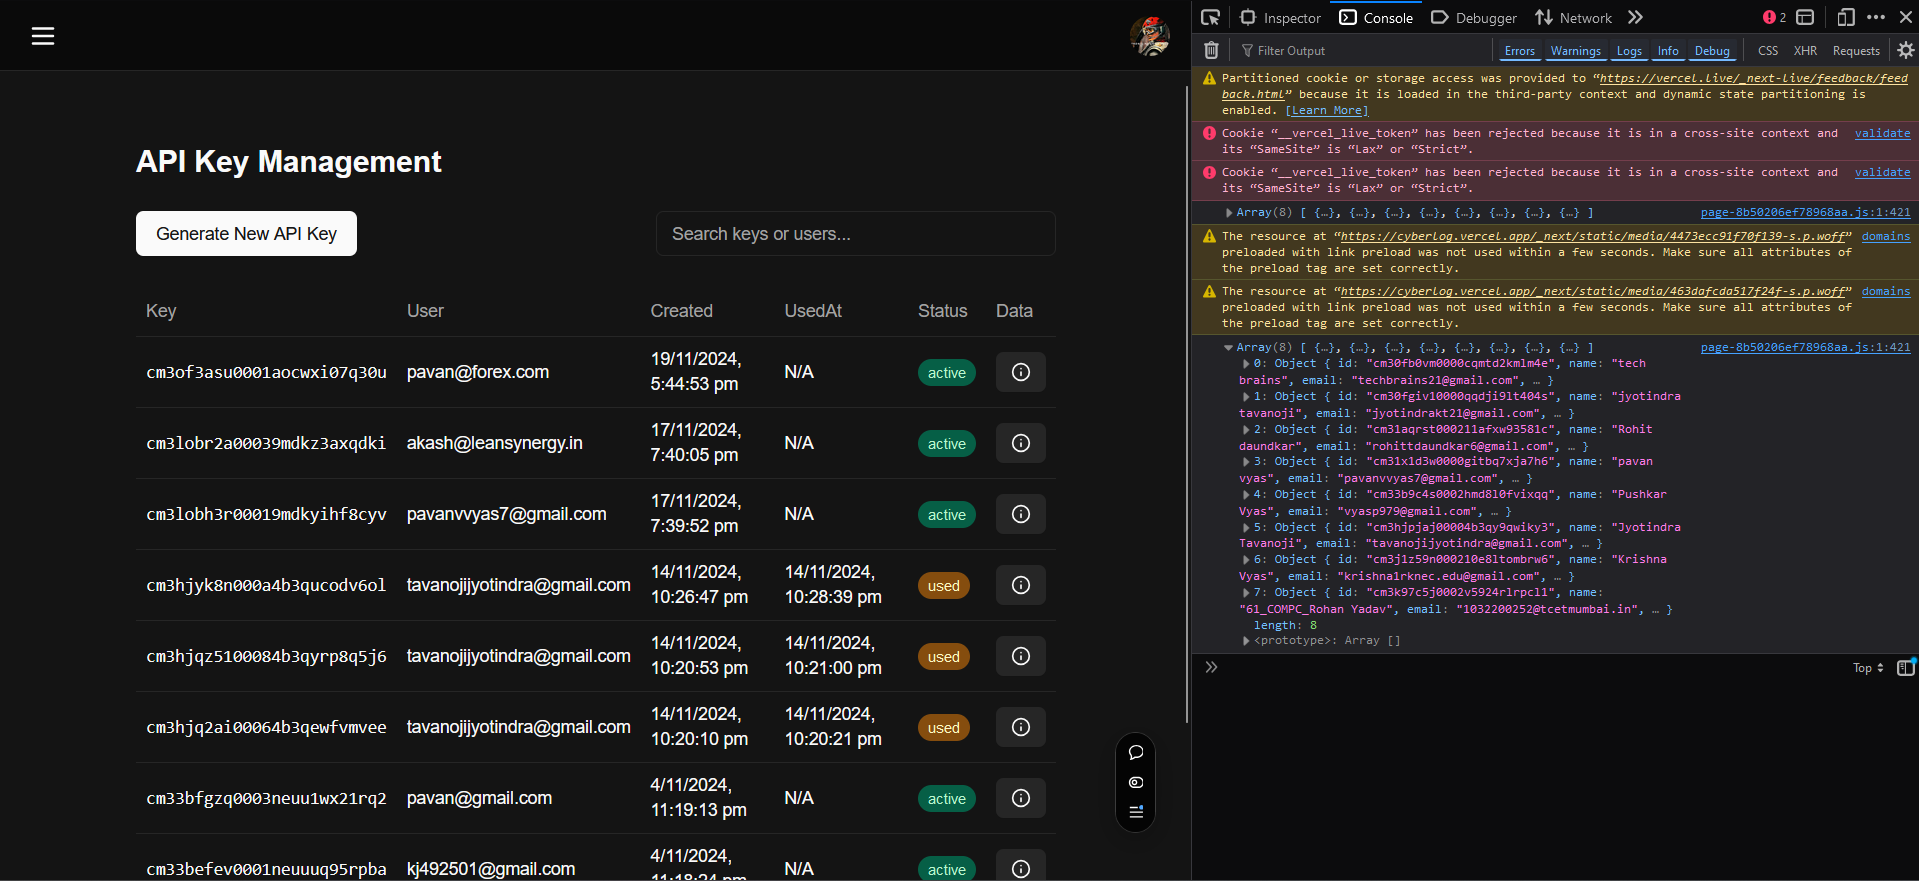 API Key Management
Generate New API Key
Search keys or users...
Key User Created UsedAt Status Data
cm3of3asu0001aocwxi07q30u pavan@forex.com 19/11/2024, 5:44:53 pm N/A active
cm3lobr2a00039mdkz3axqdki akash@leansynergy.in 17/11/2024, 7:40:05 pm N/A active
cm3lobh3r00019mdkyihf8cyv pavanvvyas7@gmail.com 17/11/2024, 7:39:52 pm N/A active
cm3hjyk8n000a4b3qucodv6ol tavanojijyotindra@gmail.com 14/11/2024, 10:26:47 pm 14/11/2024, 10:28:39 pm used
cm3hjqz5100084b3qyrp8q5j6 tavanojijyotindra@gmail.com 14/11/2024, 10:20:53 pm 14/11/2024, 10:21:00 pm used
cm3hjq2ai00064b3qewfvmvee tavanojijyotindra@gmail.com 14/11/2024, 10:20:10 pm 14/11/2024, 10:20:21 pm used
cm33bfgzq0003neuu1wx21rq2 pavan@gmail.com 4/11/2024, 11:19:13 pm N/A active
cm33befev0001neuuuq95rpba kj492501@gmail.com 4/11/2024, 11:18:24 pm N/A active
Inspector Console Debugger Network 2
Filter Output Errors Warnings Logs Info Debug CSS XHR Requests
Partitioned cookie or storage access was provided to “https://vercel.live/_next-live/feedback/feed
back.html” because it is loaded in the third-party context and dynamic state partitioning is
enabled. [Learn More]
Cookie “__vercel_live_token” has been rejected because it is in a cross-site context and validate
its “SameSite” is “Lax” or “Strict”.
Cookie “__vercel_live_token” has been rejected because it is in a cross-site context and validate
its “SameSite” is “Lax” or “Strict”.
Array(8) [ {…}, {…}, {…}, {…}, {…}, {…}, {…}, {…} ] page-8b50206ef78968aa.js:1:421
The resource at “https://cyberlog.vercel.app/_next/static/media/4473ecc91f70f139-s.p.woff” domains
preloaded with link preload was not used within a few seconds. Make sure all attributes of
the preload tag are set correctly.
The resource at “https://cyberlog.vercel.app/_next/static/media/463dafcda517f24f-s.p.woff” domains
preloaded with link preload was not used within a few seconds. Make sure all attributes of
the preload tag are set correctly.
Array(8) [ {…}, {…}, {…}, {…}, {…}, {…}, {…}, {…} ] page-8b50206ef78968aa.js:1:421
0: Object { id: "cm30fb0vm0000cqmtd2kmlm4e", name: "tech
brains", email: "techbrains21@gmail.com", … }
1: Object { id: "cm30fgiv10000qqdji9lt404s", name: "jyotindra
tavanoji", email: "jyotindrakt21@gmail.com", … }
2: Object { id: "cm31aqrst000211afxw93581c", name: "Rohit
daundkar", email: "rohittdaundkar6@gmail.com", … }
3: Object { id: "cm31x1d3w0000gitbq7xja7h6", name: "pavan
vyas", email: "pavanvvyas7@gmail.com", … }
4: Object { id: "cm33b9c4s0002hmd8l0fvixqq", name: "Pushkar
Vyas", email: "vyasp979@gmail.com", … }
5: Object { id: "cm3hjpjaj00004b3qy9qwiky3", name: "Jyotindra
Tavanoji", email: "tavanojijyotindra@gmail.com", … }
6: Object { id: "cm3j1z59n000210e8ltombrw6", name: "Krishna
Vyas", email: "krishna1rknec.edu@gmail.com", … }
7: Object { id: "cm3k97c5j0002v5924rlrpcl1", name:
"61_COMPC_Rohan Yadav", email: "1032200252@tcetmumbai.in", … }
length: 8
<prototype>: Array []
Top